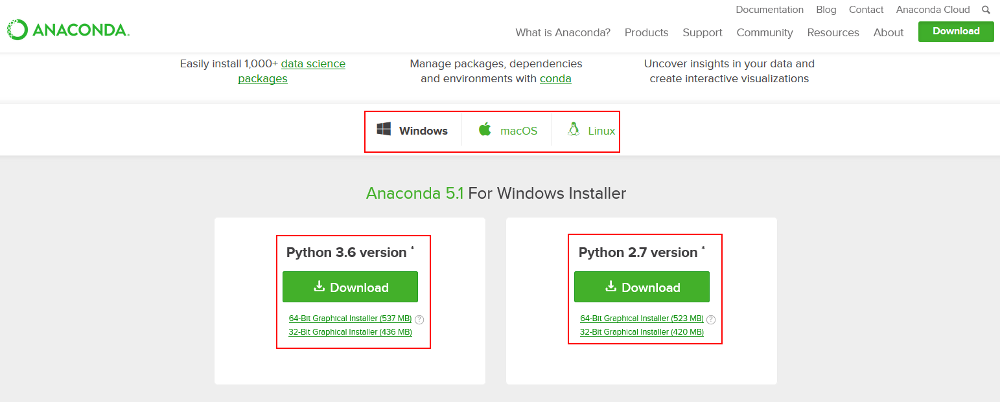 Documentation Blog Contact Anaconda Cloud
ANACONDA.
What is Anaconda? Products Support Community Resources About Download
Easily install 1,000+ data science
packages
Manage packages, dependencies
and environments with conda
Uncover insights in your data and
create interactive visualizations
Windows macOS Linux
Anaconda 5.1 For Windows Installer
Python 3.6 version *
Download
64-Bit Graphical Installer (537 MB) ?
32-Bit Graphical Installer (436 MB)
Python 2.7 version *
Download
64-Bit Graphical Installer (523 MB) ?
32-Bit Graphical Installer (420 MB)